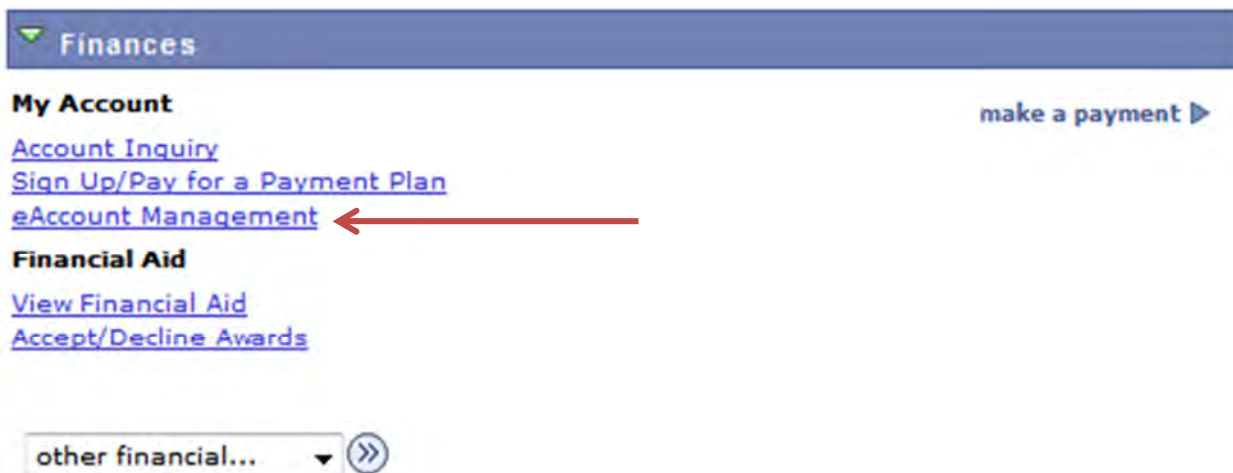 Finances
My Account
make a payment
Account Inquiry
Sign Up/Pay for a Payment Plan
eAccount Management
Financial Aid
View Financial Aid
Accept/Decline Awards
other financial...